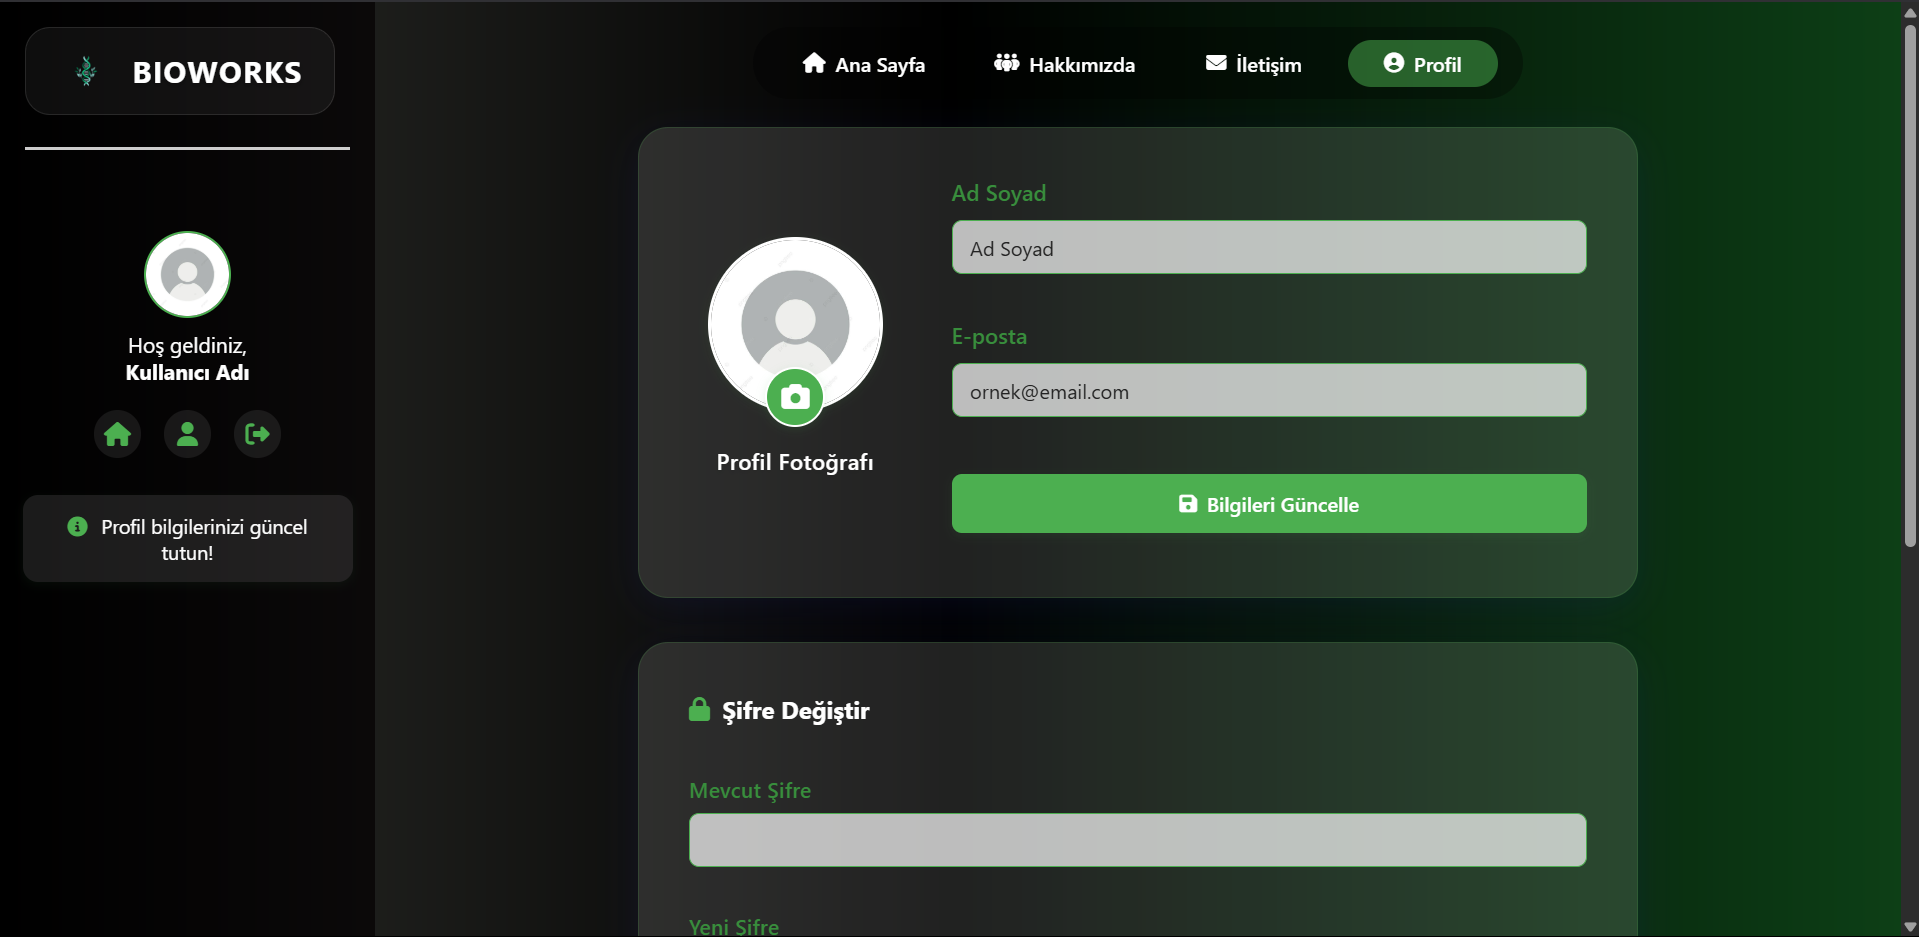 BIOWORKS
Hoş geldiniz,
Kullanıcı Adı
Profil bilgilerinizi güncel
tutun!
Ana Sayfa
Hakkımızda
İletişim
Profil
Profil Fotoğrafı
Ad Soyad
Ad Soyad
E-posta
ornek@email.com
Bilgileri Güncelle
Şifre Değiştir
Mevcut Şifre
Yeni Şifre